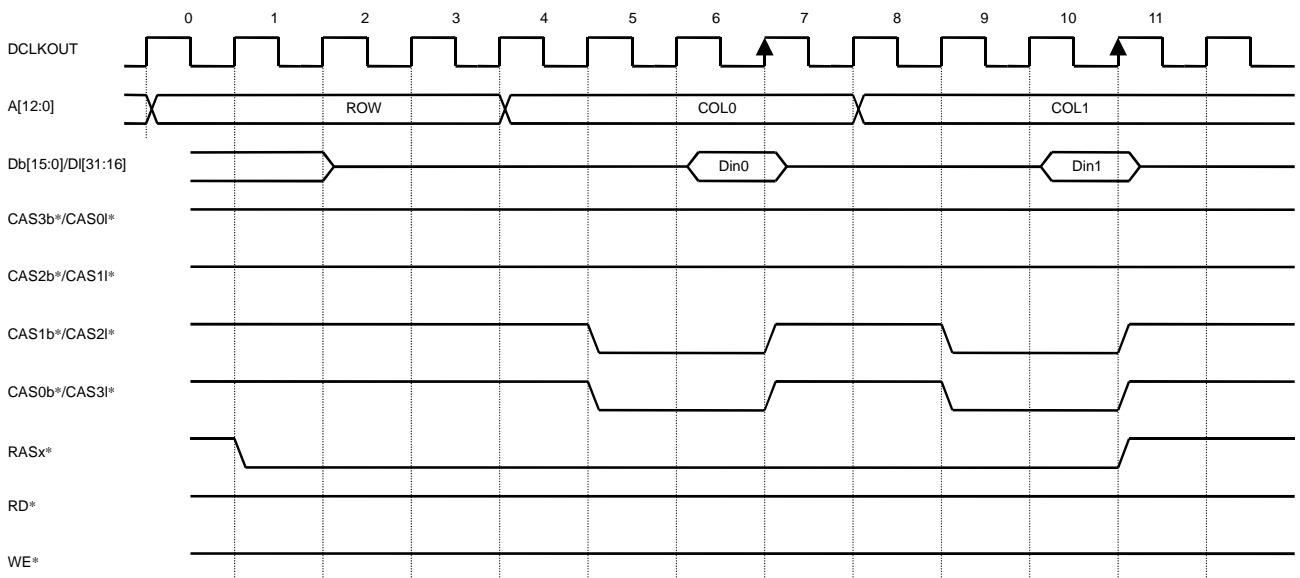 0 1 2 3 4 5 6 7 8 9 10 11
DCLKOUT
A[12:0] ROW COL0 COL1
Db[15:0]/Dl[31:16] Din0 Din1
CAS3b*/CAS0l*
CAS2b*/CAS1l*
CAS1b*/CAS2l*
CAS0b*/CAS3l*
RASx*
RD*
WE*